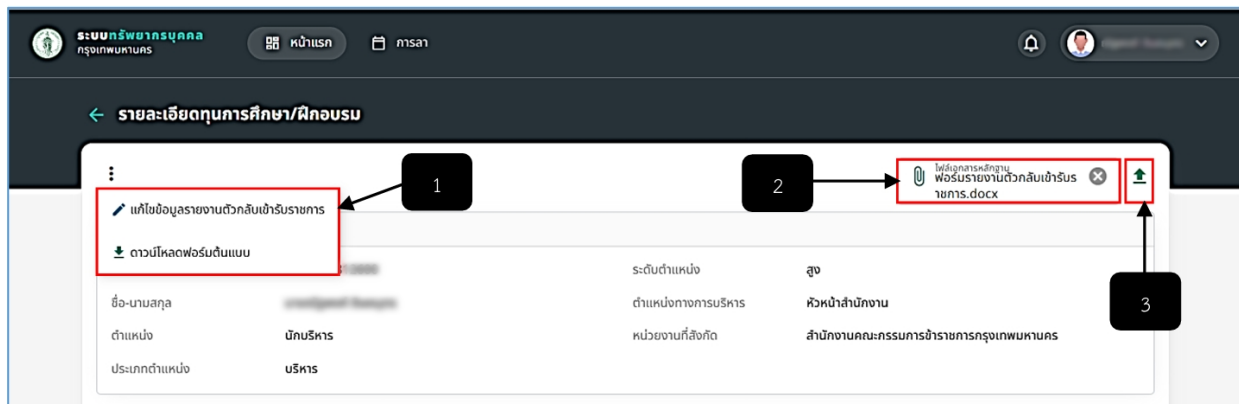 ระบบทรัพยากรบุคคล
กรุงเทพมหานคร
หน้าแรก
การลา
รายละเอียดทุนการศึกษา/ฝึกอบรม
1
2
ไฟล์เอกสารหลักฐาน
ฟอร์มรายงานตัวกลับเข้ารับร
าชการ.docx
แก้ไขข้อมูลรายงานตัวกลับเข้ารับราชการ
ดาวน์โหลดฟอร์มต้นแบบ
ระดับตำแหน่ง สูง
ชื่อ-นามสกุล
ตำแหน่งทางการบริหาร หัวหน้าสำนักงาน
3
ตำแหน่ง นักบริหาร
หน่วยงานที่สังกัด สำนักงานคณะกรรมการข้าราชการกรุงเทพมหานคร
ประเภทตำแหน่ง บริหาร